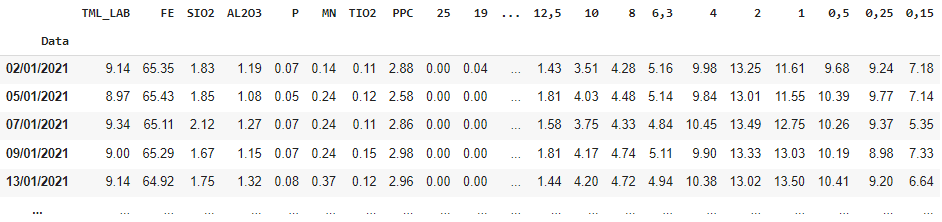 TML_LAB FE SIO2 AL2O3 P MN TIO2 PPC 25 19 ... 12,5 10 8 6,3 4 2 1 0,5 0,25 0,15
Data
02/01/2021 9.14 65.35 1.83 1.19 0.07 0.14 0.11 2.88 0.00 0.04 ... 1.43 3.51 4.28 5.16 9.98 13.25 11.61 9.68 9.24 7.18
05/01/2021 8.97 65.43 1.85 1.08 0.05 0.24 0.12 2.58 0.00 0.00 ... 1.81 4.03 4.48 5.14 9.84 13.01 11.55 10.39 9.77 7.14
07/01/2021 9.34 65.11 2.12 1.27 0.07 0.24 0.11 2.86 0.00 0.00 ... 1.58 3.75 4.33 4.84 10.45 13.49 12.75 10.26 9.37 5.35
09/01/2021 9.00 65.29 1.67 1.15 0.07 0.24 0.15 2.98 0.00 0.00 ... 1.81 4.17 4.74 5.11 9.90 13.33 13.03 10.19 8.98 7.33
13/01/2021 9.14 64.92 1.75 1.32 0.08 0.37 0.12 2.96 0.00 0.00 ... 1.44 4.20 4.72 4.94 10.38 13.02 13.50 10.41 9.20 6.64
... ... ... ... ... ... ... ... ... ... ... ... ... ... ... ... ... ... ... ... ... ...